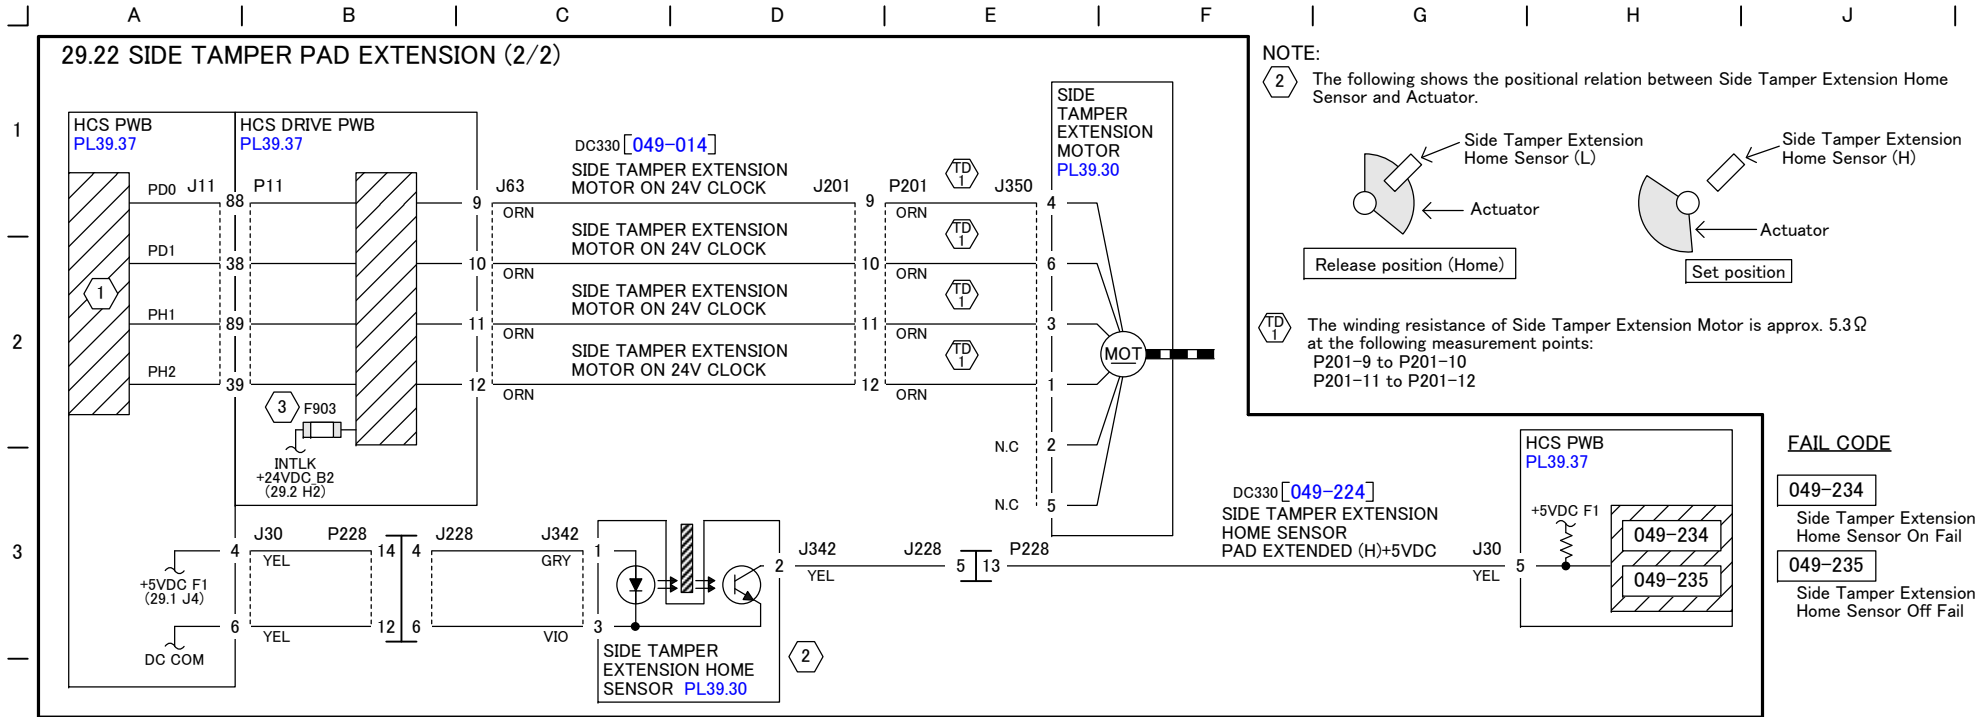 A B C D E F G H J
29.22 SIDE TAMPER PAD EXTENSION (2/2)
1
2
3
HCS PWB
PL39.37
HCS DRIVE PWB
PL39.37
DC330 [049-014]
SIDE TAMPER EXTENSION
MOTOR ON 24V CLOCK
SIDE
TAMPER
EXTENSION
MOTOR
PL39.30
PD0 J11 88 P11 J63 9 ORN J201 9 P201 ORN TD 1 J350 4
PD1 38 10 ORN
SIDE TAMPER EXTENSION
MOTOR ON 24V CLOCK
10 ORN TD 1 6
1
PH1 89 11 ORN
SIDE TAMPER EXTENSION
MOTOR ON 24V CLOCK
11 ORN TD 1 3
MOT
PH2 39 12 ORN
SIDE TAMPER EXTENSION
MOTOR ON 24V CLOCK
12 ORN TD 1 1
3 F903
INTLK
+24VDC_B2
(29.2 H2)
N.C 2
N.C 5
J30 P228 J228 J342
4 YEL 14 4 GRY 1
+5VDC F1
(29.1 J4)
6 YEL 12 6 VIO 3
DC COM
SIDE TAMPER
EXTENSION HOME
SENSOR PL39.30
2
2 J342 YEL J228 5 13 P228
DC330 [049-224]
SIDE TAMPER EXTENSION
HOME SENSOR
PAD EXTENDED (H)+5VDC
J30
YEL 5
HCS PWB
PL39.37
+5VDC F1
049-234
049-235
NOTE:
2 The following shows the positional relation between Side Tamper Extension Home
Sensor and Actuator.
Side Tamper Extension
Home Sensor (L)
Actuator
Release position (Home)
Side Tamper Extension
Home Sensor (H)
Actuator
Set position
TD 1 The winding resistance of Side Tamper Extension Motor is approx. 5.3Ω
at the following measurement points:
P201-9 to P201-10
P201-11 to P201-12
FAIL CODE
049-234
Side Tamper Extension
Home Sensor On Fail
049-235
Side Tamper Extension
Home Sensor Off Fail